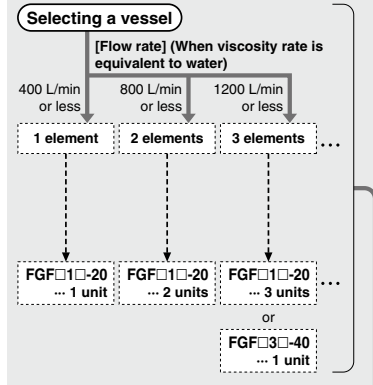 Selecting a vessel
[Flow rate] (When viscosity rate is
equivalent to water)
400 L/min
or less
800 L/min
or less
1200 L/min
or less
1 element
2 elements
3 elements
...
FGF□1□-20
··· 1 unit
FGF□1□-20
··· 2 units
FGF□1□-20
··· 3 units
...
or
FGF□3□-40
··· 1 unit